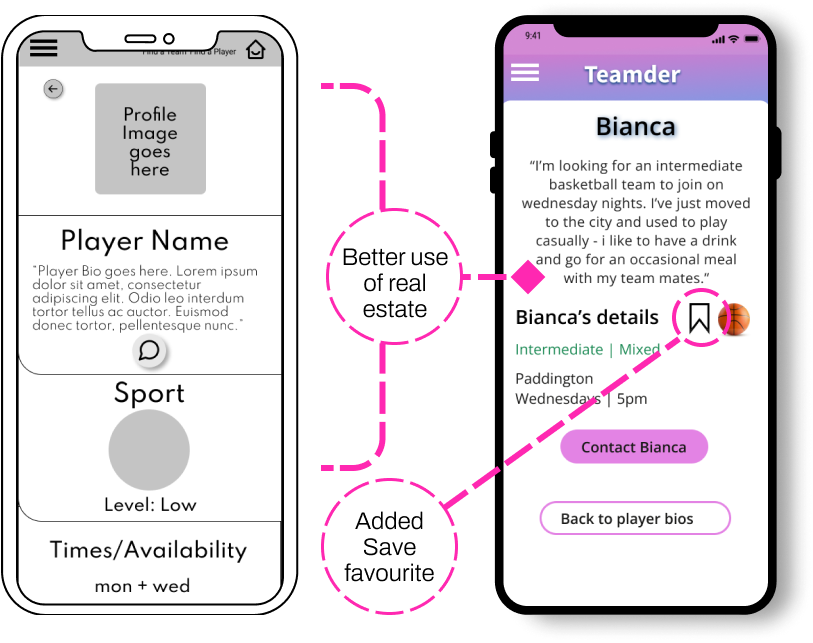 Find a Team Find a Player
Profile
Image
goes
here
Player Name
"Player Bio goes here. Lorem ipsum
dolor sit amet, consectetur
adipiscing elit. Odio leo interdum
tortor tellus ac auctor. Euismod
donec tortor, pellentesque nunc."
Sport
Level: Low
Times/Availability
mon + wed
Better use
of real
estate
Added
Save
favourite
9:41
Teamder
Bianca
“I’m looking for an intermediate
basketball team to join on
wednesday nights. I’ve just moved
to the city and used to play
casually - i like to have a drink
and go for an occasional meal
with my team mates.”
Bianca’s details
Intermediate | Mixed
Paddington
Wednesdays | 5pm
Contact Bianca
Back to player bios